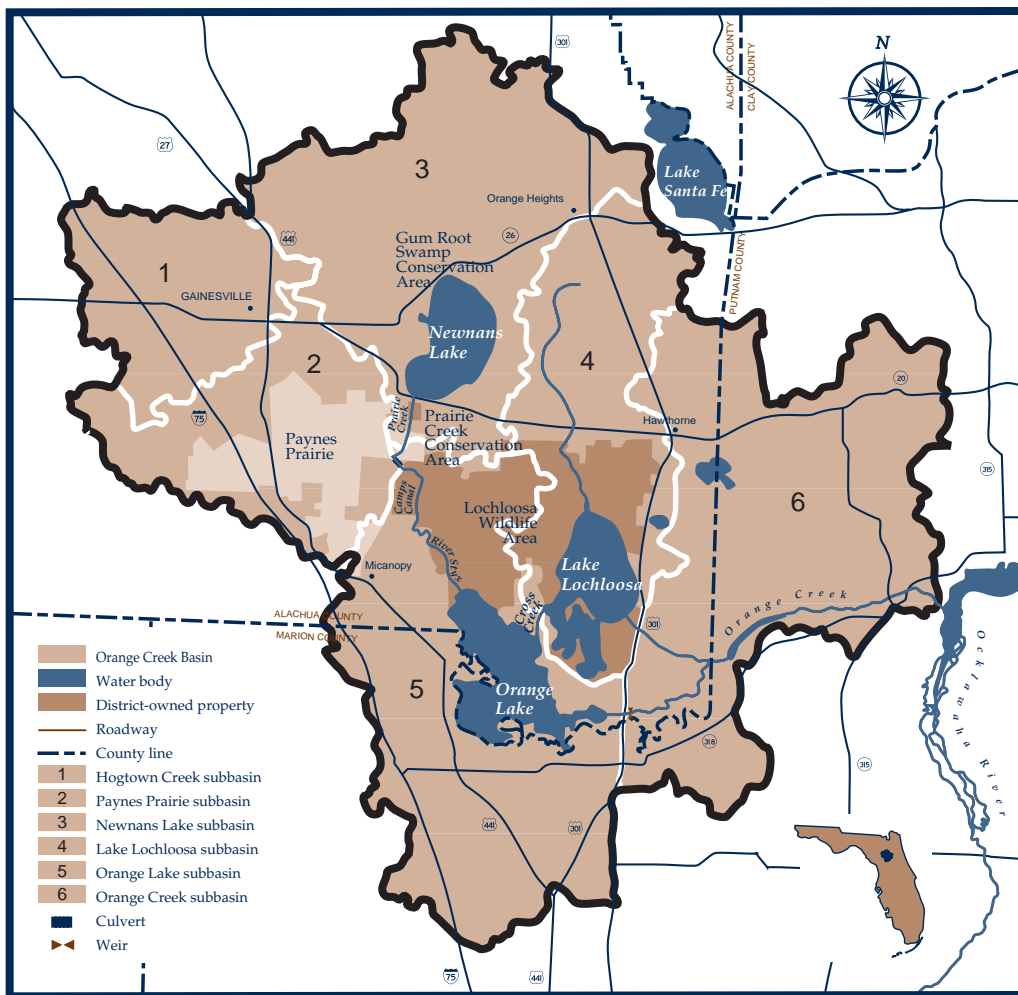 N
301
ALACHUA COUNTY
CLAY COUNTY
27
3
Lake
Santa Fe
Orange Heights
26
441
Gum Root
Swamp
Conservation
Area
PUTNAM COUNTY
1
GAINESVILLE
Newnans
Lake
2
4
20
75
Prairie
Creek
Paynes
Prairie
Prairie
Creek
Conservation
Area
Hawthorne
315
Camps
Canal
6
Lochloosa
Wildlife
Area
River Styx
Lake
Lochloosa
Micanopy
Cross
Creek
Orange Creek
301
ALACHUA COUNTY
MARION COUNTY
Ocklawaha River
5
Orange
Lake
318
315
441
301
75
441
Orange Creek Basin
Water body
District-owned property
Roadway
County line
1 Hogtown Creek subbasin
2 Paynes Prairie subbasin
3 Newnans Lake subbasin
4 Lake Lochloosa subbasin
5 Orange Lake subbasin
6 Orange Creek subbasin
Culvert
Weir